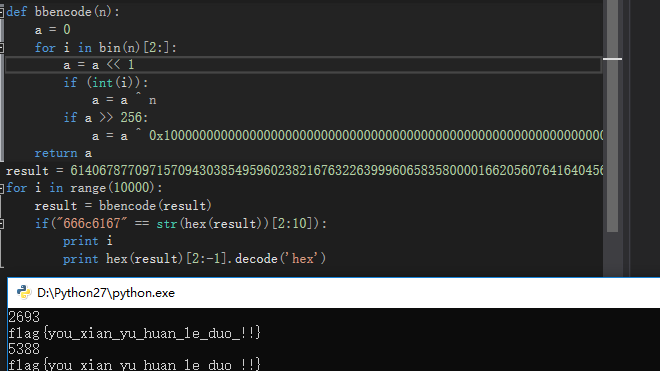 def bbencode(n):
    a = 0
    for i in bin(n)[2:]:
        a = a << 1
        if (int(i)):
            a = a ^ n
        if a >> 256:
            a = a ^ 0x10000000000000000000000000000000000000000000000000000000000000
    return a
result = 614067877097157094303854959602382167632263999606583580000166205607641640456
for i in range(10000):
    result = bbencode(result)
    if("666c6167" == str(hex(result))[2:10]):
        print i
        print hex(result)[2:-1].decode('hex')
D:\Python27\python.exe
2693
flag{you_xian_yu_huan_le_duo_!!}
5388
flag{you_xian_yu_huan_le_duo_!!}